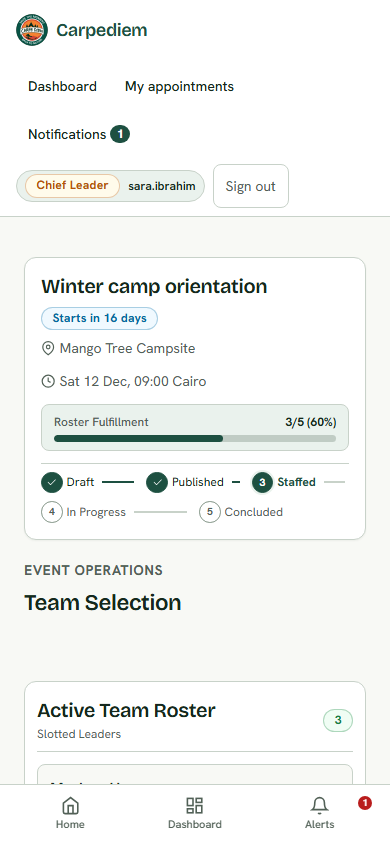 Carpediem
Dashboard My appointments
Notifications 1
Chief Leader sara.ibrahim Sign out
Winter camp orientation
Starts in 16 days
Mango Tree Campsite
Sat 12 Dec, 09:00 Cairo
Roster Fulfillment 3/5 (60%)
Draft Published 3 Staffed
4 In Progress 5 Concluded
EVENT OPERATIONS
Team Selection
Active Team Roster
Slotted Leaders 3
Home Dashboard Alerts 1